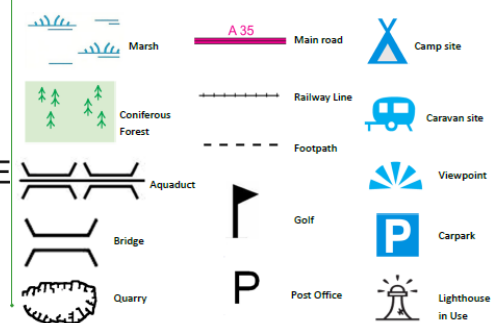 Marsh
Coniferous
Forest
Aquaduct
Bridge
Quarry
A 35
Main road
Railway Line
Footpath
Golf
P
Post Office
Camp site
Caravan site
Viewpoint
P
Carpark
Lighthouse
in Use